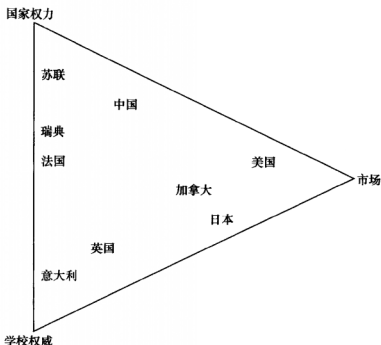 国家权力
苏联
中国
瑞典
法国
美国
市场
加拿大
日本
英国
意大利
学校权威